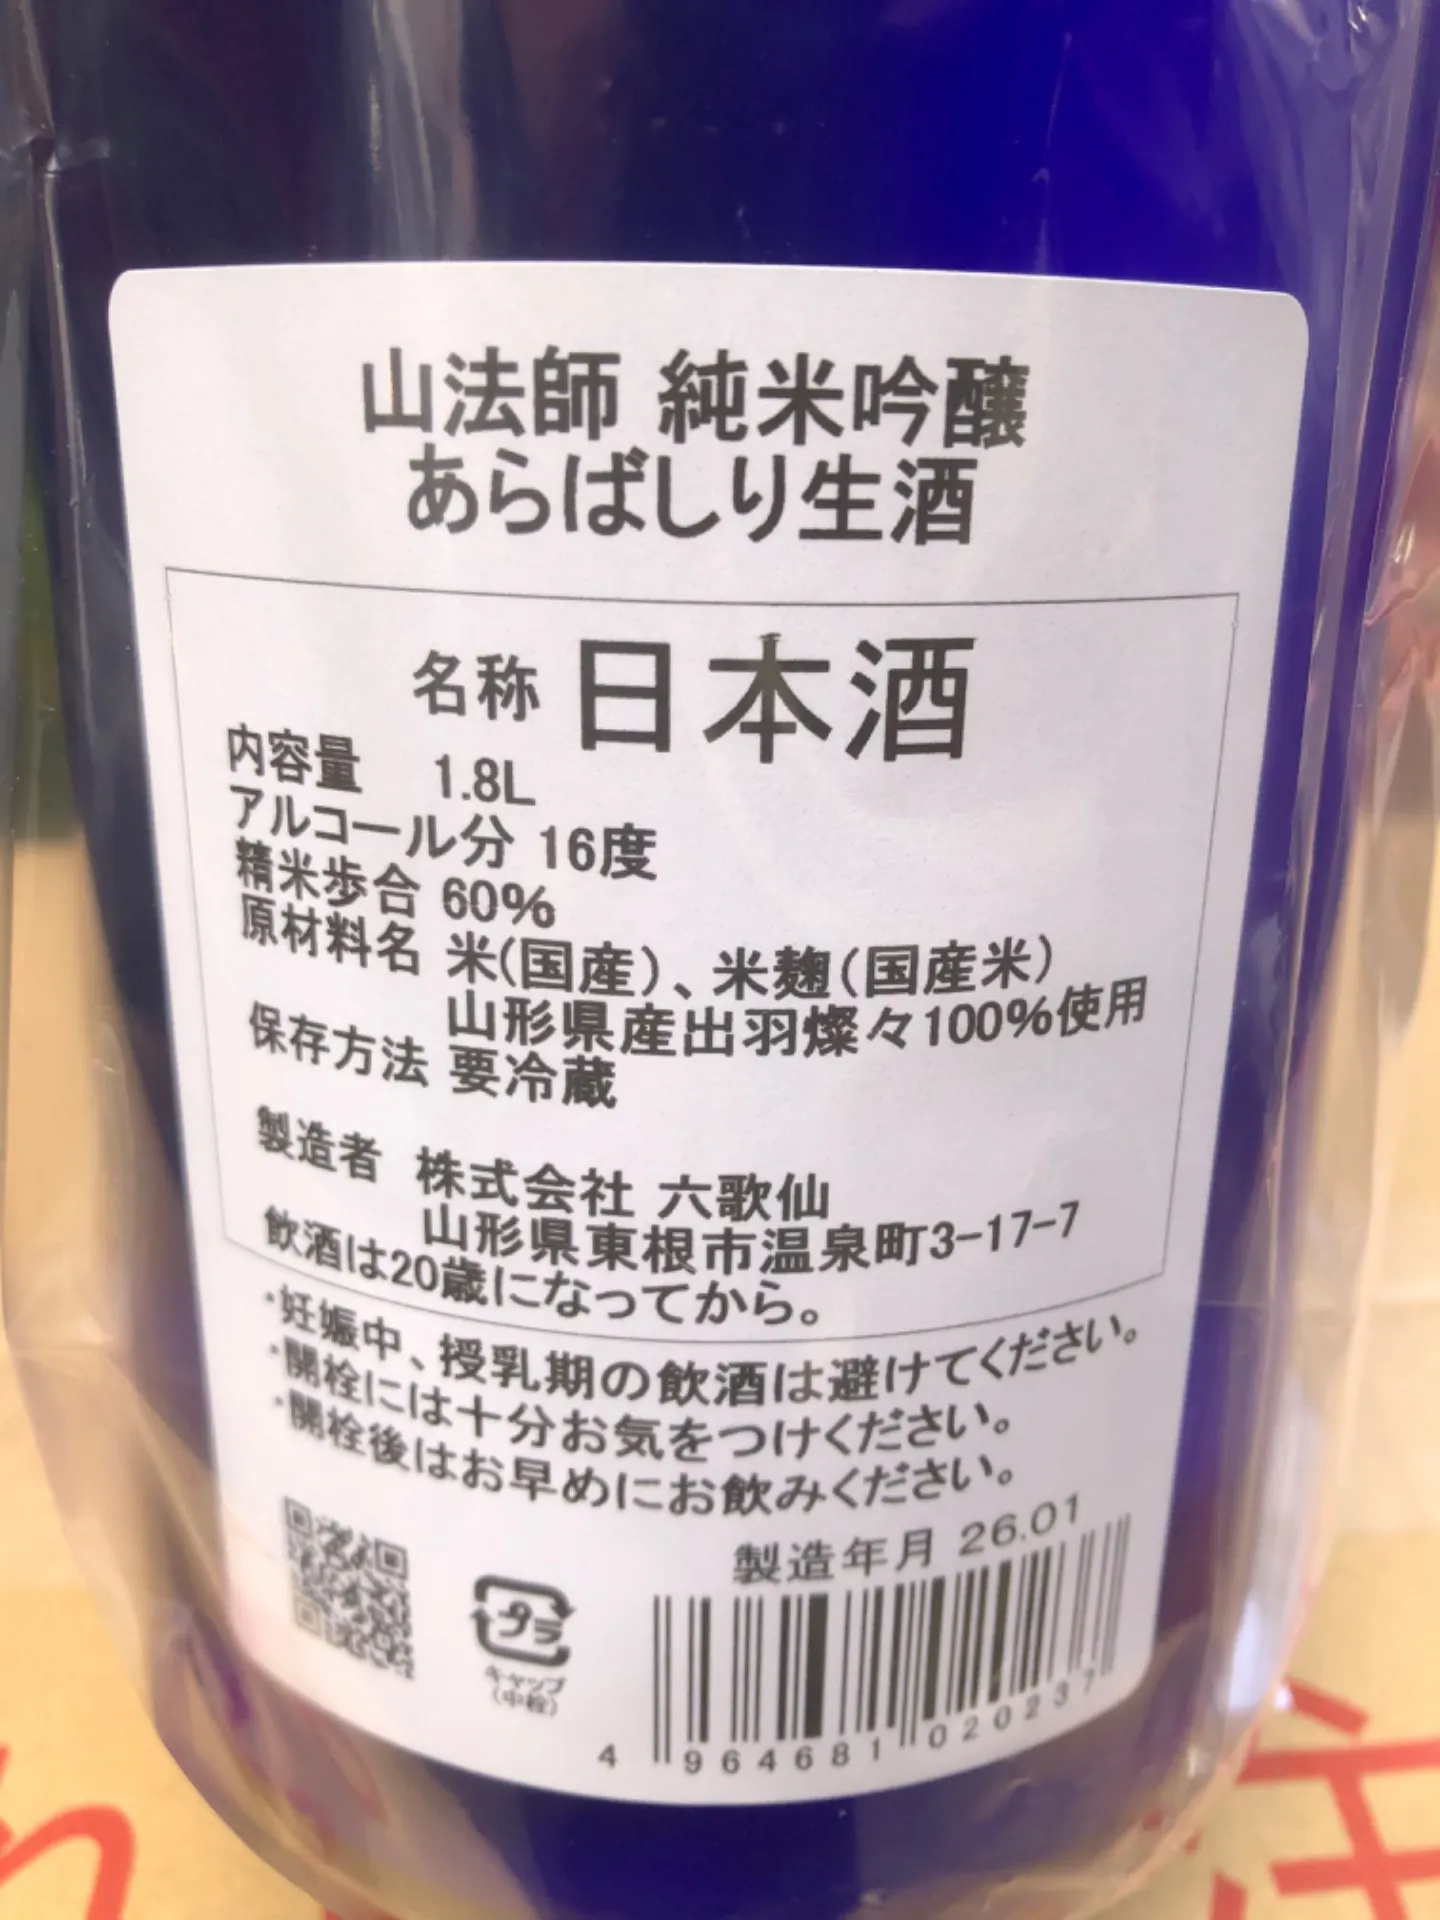 山法師 純米吟醸
あらばしり生酒
名称 日本酒
内容量 1.8L
アルコール分 16度
精米歩合 60%
原材料名 米(国産)、米麹(国産米)
山形県産出羽燦々100%使用
保存方法 要冷蔵
製造者 株式会社 六歌仙
山形県東根市温泉町3-17-7
飲酒は20歳になってから。
・妊娠中、授乳期の飲酒は避けてください。
・開栓には十分お気をつけください。
・開栓後はお早めにお飲みください。
製造年月 26.01
プラ
キャップ
(中栓)
4 964681 020237